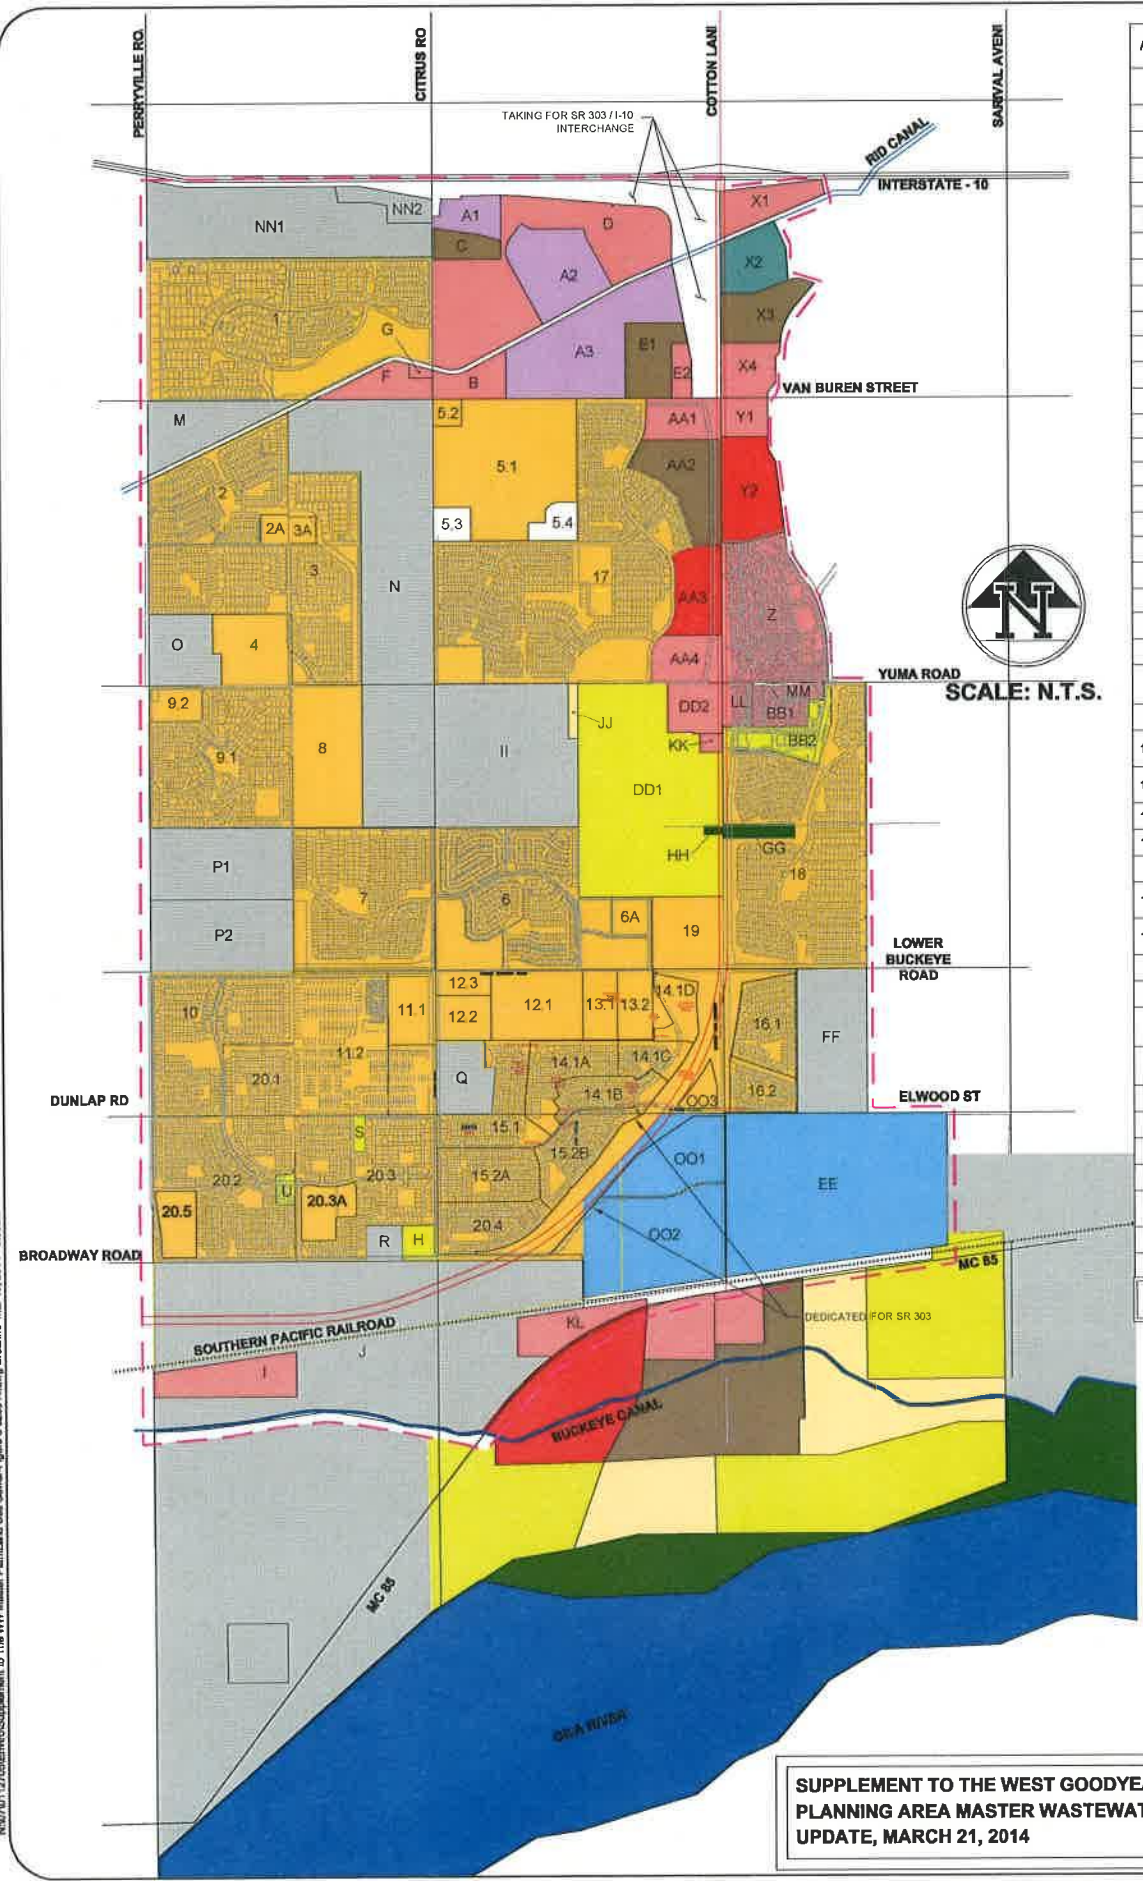 PERRYVILLE RD.
CITRUS RD
COTTON LANE
SARIVAL AVENU
TAKING FOR SR 303 / I-10
INTERCHANGE
RID CANAL
INTERSTATE - 10
NN1
NN2
A1
C
D
X1
A2
X2
1
G
A3
E1
E2
X3
X4
F
B
VAN BUREN STREET
M
5.2
AA1
Y1
5.1
AA2
2
Y2
2A
3A
5.3
5.4
3
N
17
AA3
Z
O
4
AA4
YUMA ROAD
N
SCALE: N.T.S.
9.2
JJ
DD2
LL
MM
BB1
KK
BB2
9.1
8
II
DD1
HH
GG
P1
7
6
18
P2
6A
19
LOWER
BUCKEYE
ROAD
10
11.1
12.3
12.2
12.1
13.1
13.2
14.1D
16.1
FF
11.2
20.1
Q
14.1A
14.1C
14.1B
16.2
OO3
DUNLAP RD
ELWOOD ST
S
15.1
15.2B
OO1
20.2
20.3
15.2A
EE
U
20.5
20.3A
20.4
OO2
R
H
BROADWAY ROAD
MC 85
SOUTHERN PACIFIC RAILROAD
KL
DEDICATED FOR SR 303
I
J
BUCKEYE CANAL
MC 85
GILA RIVER
SUPPLEMENT TO THE WEST GOODYEA
PLANNING AREA MASTER WASTEWAT
UPDATE, MARCH 21, 2014